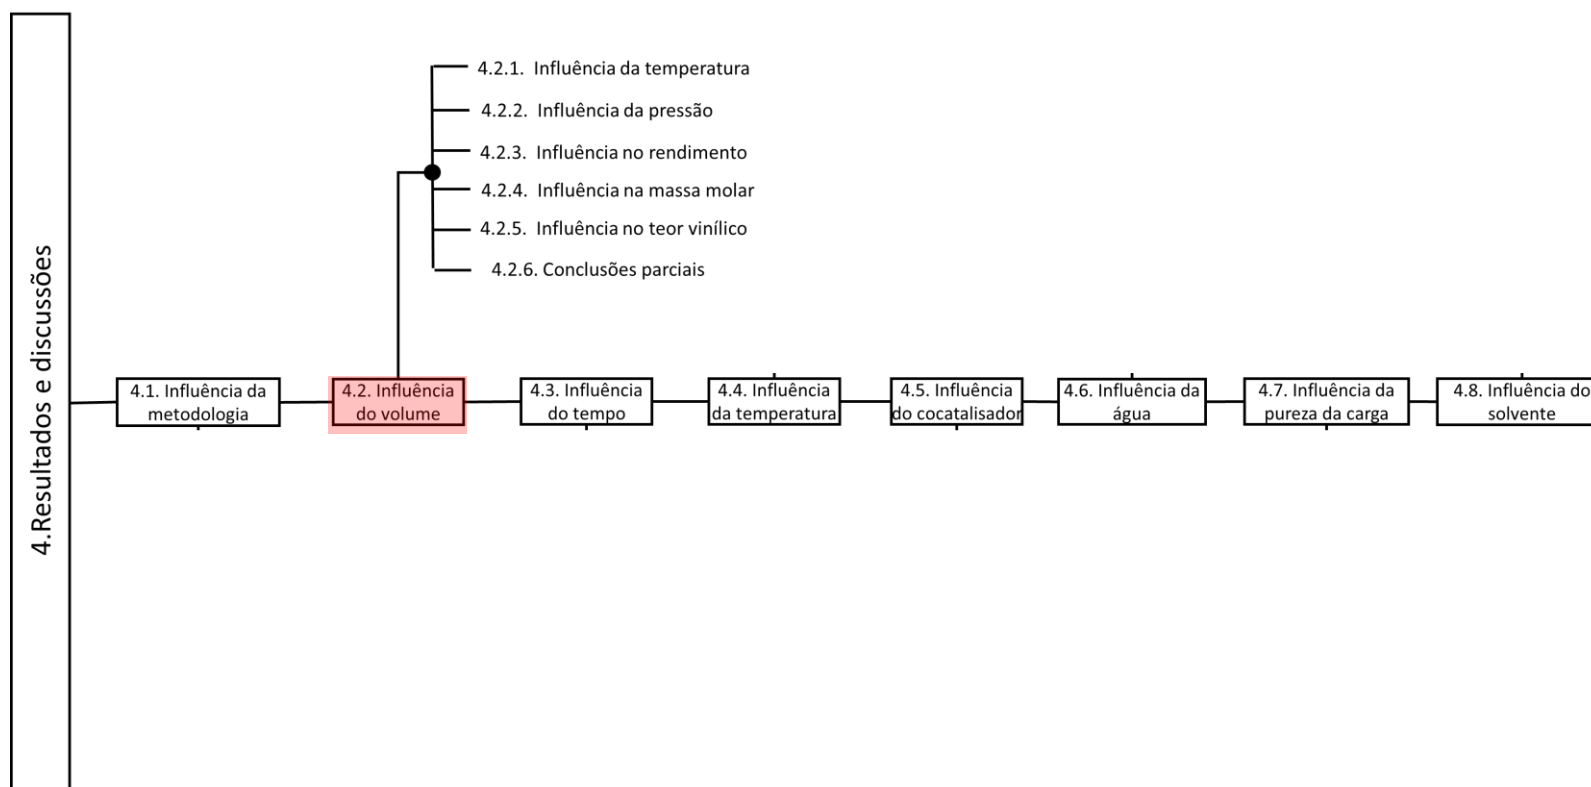 4.Resultados e discussões
4.2.1. Influência da temperatura
4.2.2. Influência da pressão
4.2.3. Influência no rendimento
4.2.4. Influência na massa molar
4.2.5. Influência no teor vinílico
4.2.6. Conclusões parciais
4.1. Influência da
metodologia
4.2. Influência
do volume
4.3. Influência
do tempo
4.4. Influência
da temperatura
4.5. Influência
do cocatalisador
4.6. Influência da
água
4.7. Influência da
pureza da carga
4.8. Influência do
solvente